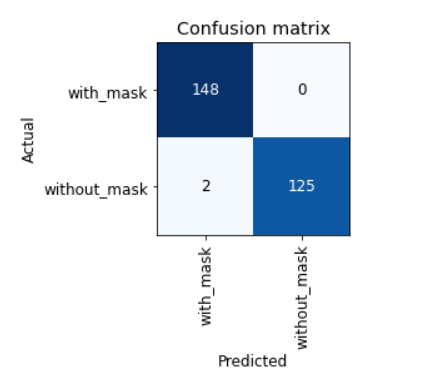 Confusion matrix
Actual
with_mask
148
0
without_mask
2
125
with_mask
without_mask
Predicted